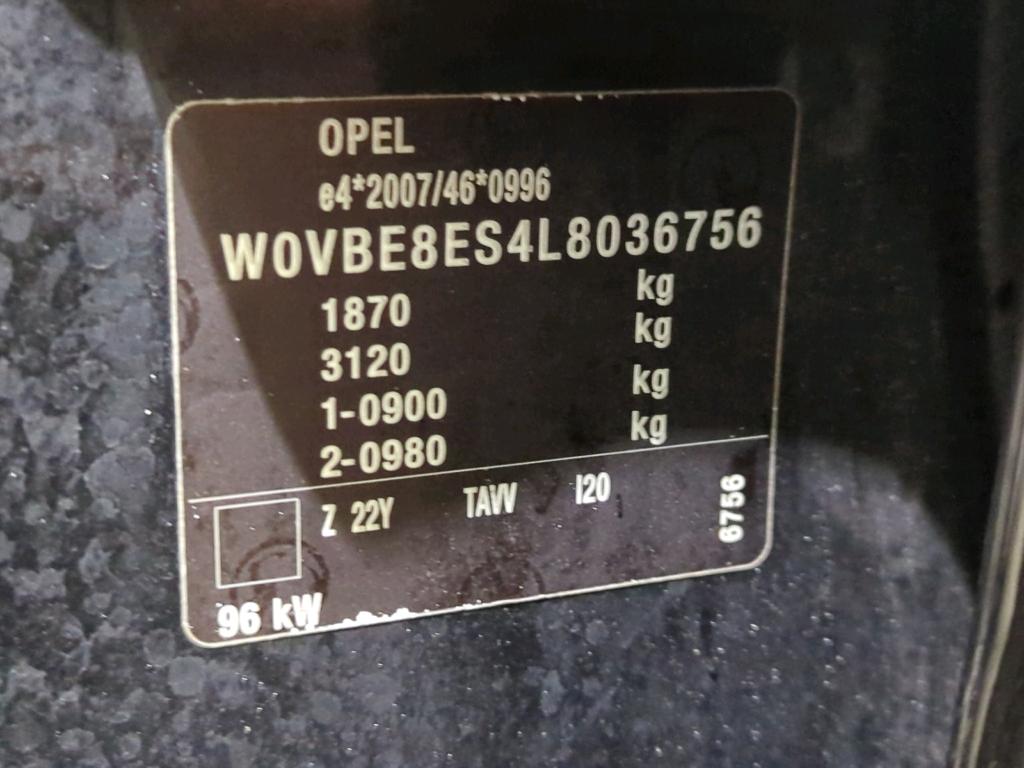 OPEL
e4*2007/46*0996
W0VBE8ES4L8036756
1870 kg
3120 kg
1-0900 kg
2-0980 kg
Z 22Y TAVV I20
6756
96 kW